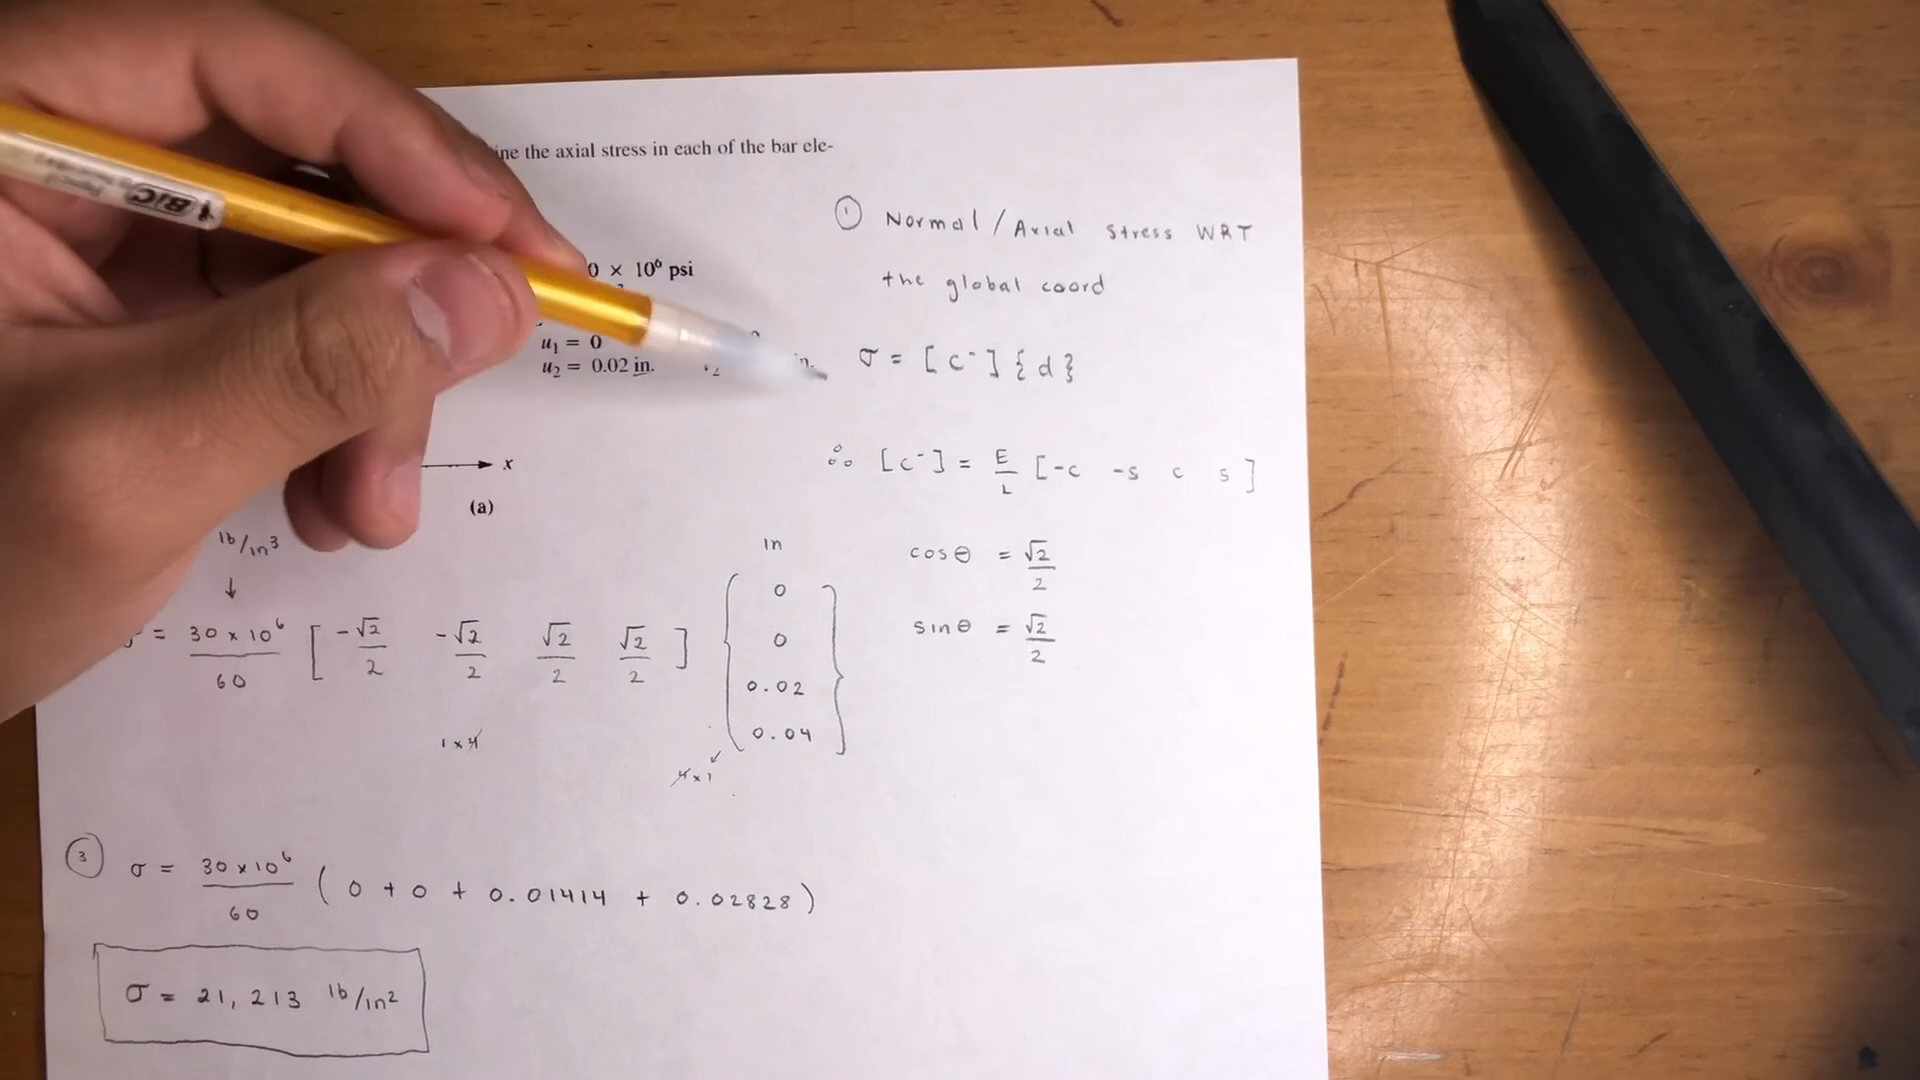 BIC
ine the axial stress in each of the bar ele-
① Normal / Axial stress WRT
the global coord
0 × 10⁶ psi
u₁ = 0
u₂ = 0.02 in.
in.
σ = [ c⁻ ] { d }
∴ [ c⁻ ] = E/L [ -c -s c s ]
x
(a)
lb/in³
↓
in
cosθ = √2/2
sinθ = √2/2
= 30 × 10⁶/60 [ -√2/2 -√2/2 √2/2 √2/2 ] { 0 0 0.02 0.04 }
1 × 4
4 × 1
③ σ = 30 × 10⁶/60 ( 0 + 0 + 0.01414 + 0.02828 )
σ = 21, 213 lb/in²